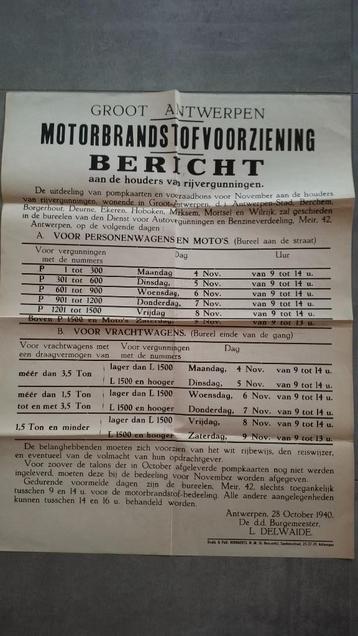 GROOT ANTWERPEN
MOTORBRANDSTOFVOORZIENING
BERICHT
aan de houders van rijvergunningen.
De uitdeeling van pompkaarten en voorraadbons voor November aan de houders
van rijvergunningen, wonende in Groot-Antwerpen, d.i. Antwerpen-Stad, Berchem,
Borgerhout, Deurne, Ekeren, Hoboken, Merksem, Mortsel en Wilrijk, zal geschieden
in de bureelen van den Dienst voor Autovergunningen en Benzineverdeeling, Meir, 42,
Antwerpen, op de volgende dagen:
A. VOOR PERSONENWAGENS EN MOTO'S. (Bureel aan de straat)
Voor vergunningen met de nummers Dag Uur
P 1 tot 300 Maandag 4 Nov. van 9 tot 14 u.
P 301 tot 600 Dinsdag, 5 Nov. van 9 tot 14 u.
P 601 tot 900 Woensdag, 6 Nov. van 9 tot 14 u.
P 901 tot 1200 Donderdag, 7 Nov. van 9 tot 14 u.
P 1201 tot 1500 Vrijdag 8 Nov. van 9 tot 14 u.
Boven P 1500 en Moto's Zaterdag 9 Nov. van 9 tot 13 u.
B. VOOR VRACHTWAGENS. (Bureel einde van de gang)
Voor vrachtwagens met een draagvermogen van Voor vergunningen met de nummers Dag
méér dan 3,5 Ton lager dan L 1500 Maandag, 4 Nov. van 9 tot 14 u.
L 1500 en hooger Dinsdag, 5 Nov. van 9 tot 14 u.
méér dan 1,5 Ton tot en met 3,5 Ton lager dan L 1500 Woensdag, 6 Nov. van 9 tot 14 u.
L 1500 en hooger Donderdag, 7 Nov. van 9 tot 14 u.
1,5 Ton en minder lager dan L 1500 Vrijdag, 8 Nov. van 9 tot 14 u.
L 1500 en hooger Zaterdag, 9 Nov. van 9 tot 13 u.
De belanghebbenden moeten zich voorzien van het wit rijbewijs, den reiswijzer,
en eventueel van de volmacht van hun opdrachtgever.
Voor zoover de talons der in October afgeleverde pompkaarten nog niet werden
ingeleverd, moeten deze bij de bedeeling voor November worden afgegeven.
Gedurende voormelde dagen zijn de bureelen, Meir, 42, slechts toegankelijk
tusschen 9 en 14 u. voor de motorbrandstof-bedeeling. Alle andere aangelegenheden
kunnen tusschen 14 en 16 u. behandeld worden.
Antwerpen, 28 October 1940.
De d.d. Burgemeester,
L. DELWAIDE.